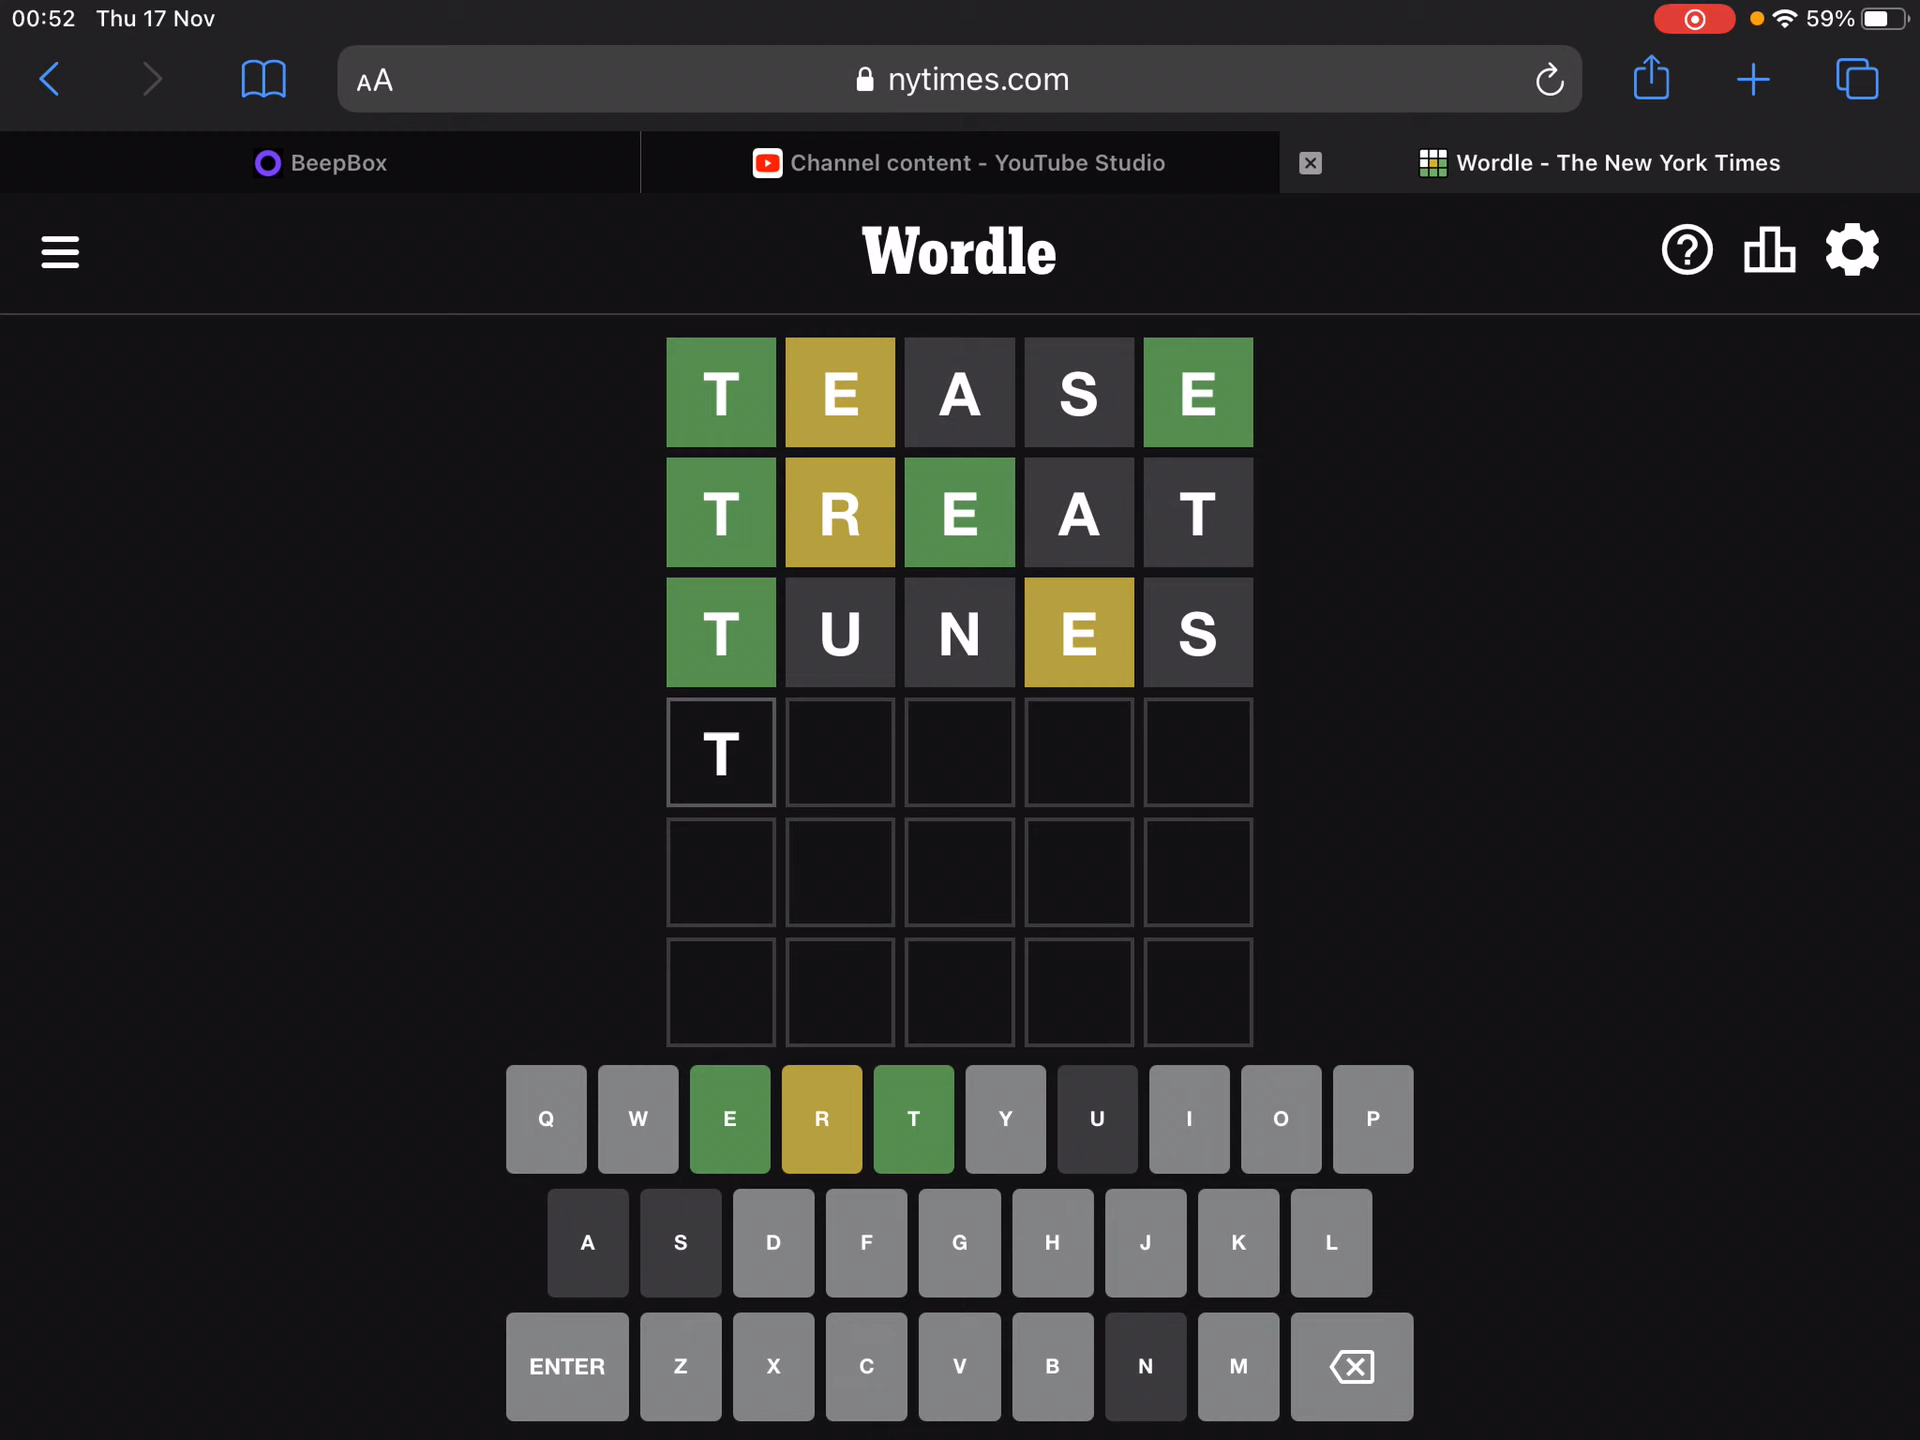 00:52 Thu 17 Nov 59%
AA nytimes.com
BeepBox Channel content - YouTube Studio Wordle - The New York Times
Wordle
T E A S E
T R E A T
T U N E S
T
Q W E R T Y U I O P
A S D F G H J K L
ENTER Z X C V B N M